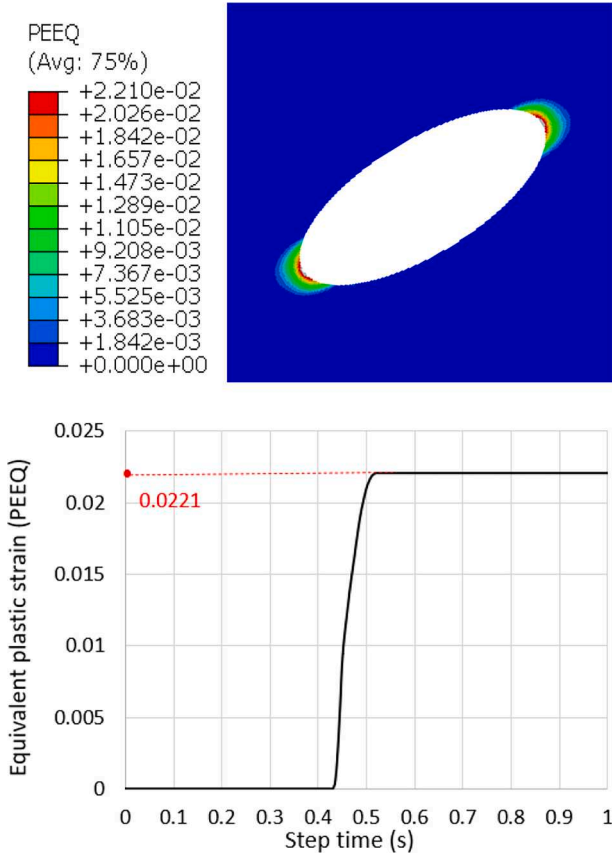 PEEQ
(Avg: 75%)
+2.210e-02
+2.026e-02
+1.842e-02
+1.657e-02
+1.473e-02
+1.289e-02
+1.105e-02
+9.208e-03
+7.367e-03
+5.525e-03
+3.683e-03
+1.842e-03
+0.000e+00
Equivalent plastic strain (PEEQ)
0.025
0.02
0.015
0.01
0.005
0
0.0221
0 0.1 0.2 0.3 0.4 0.5 0.6 0.7 0.8 0.9 1
Step time (s)